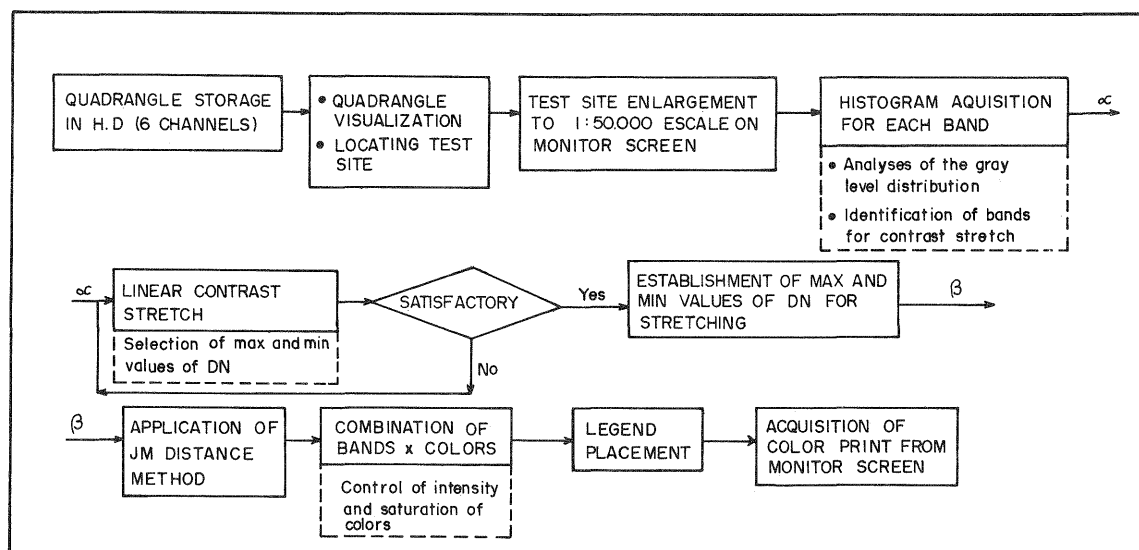 QUADRANGLE STORAGE
IN H.D (6 CHANNELS)
• QUADRANGLE
VISUALIZATION
• LOCATING TEST
SITE
TEST SITE ENLARGEMENT
TO 1:50.000 ESCALE ON
MONITOR SCREEN
HISTOGRAM AQUISITION
FOR EACH BAND
∝
• Analyses of the gray
level distribution
• Identification of bands
for contrast stretch
∝
LINEAR CONTRAST
STRETCH
Selection of max and min
values of DN
SATISFACTORY
Yes
No
ESTABLISHMENT OF MAX AND
MIN VALUES OF DN FOR
STRETCHING
β
β
APPLICATION OF
JM DISTANCE
METHOD
COMBINATION OF
BANDS x COLORS
Control of intensity
and saturation of
colors
LEGEND
PLACEMENT
ACQUISITION OF
COLOR PRINT FROM
MONITOR SCREEN